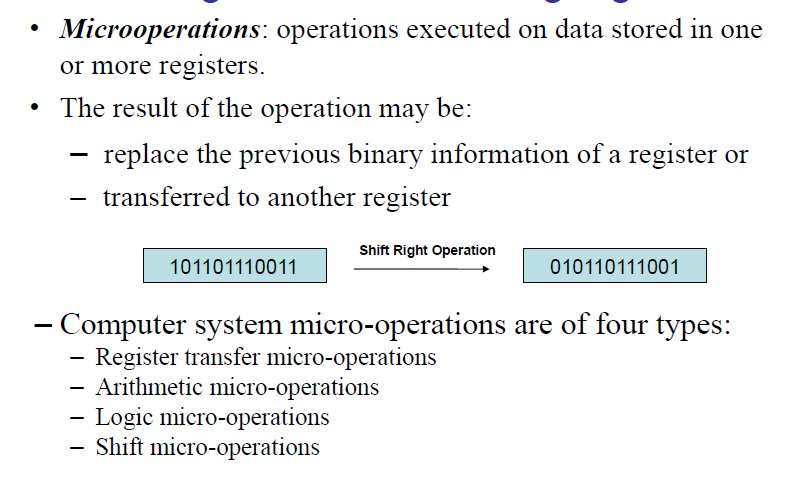 • Microoperations: operations executed on data stored in one
or more registers.
• The result of the operation may be:
– replace the previous binary information of a register or
– transferred to another register
Shift Right Operation
101101110011
010110111001
– Computer system micro-operations are of four types:
– Register transfer micro-operations
– Arithmetic micro-operations
– Logic micro-operations
– Shift micro-operations